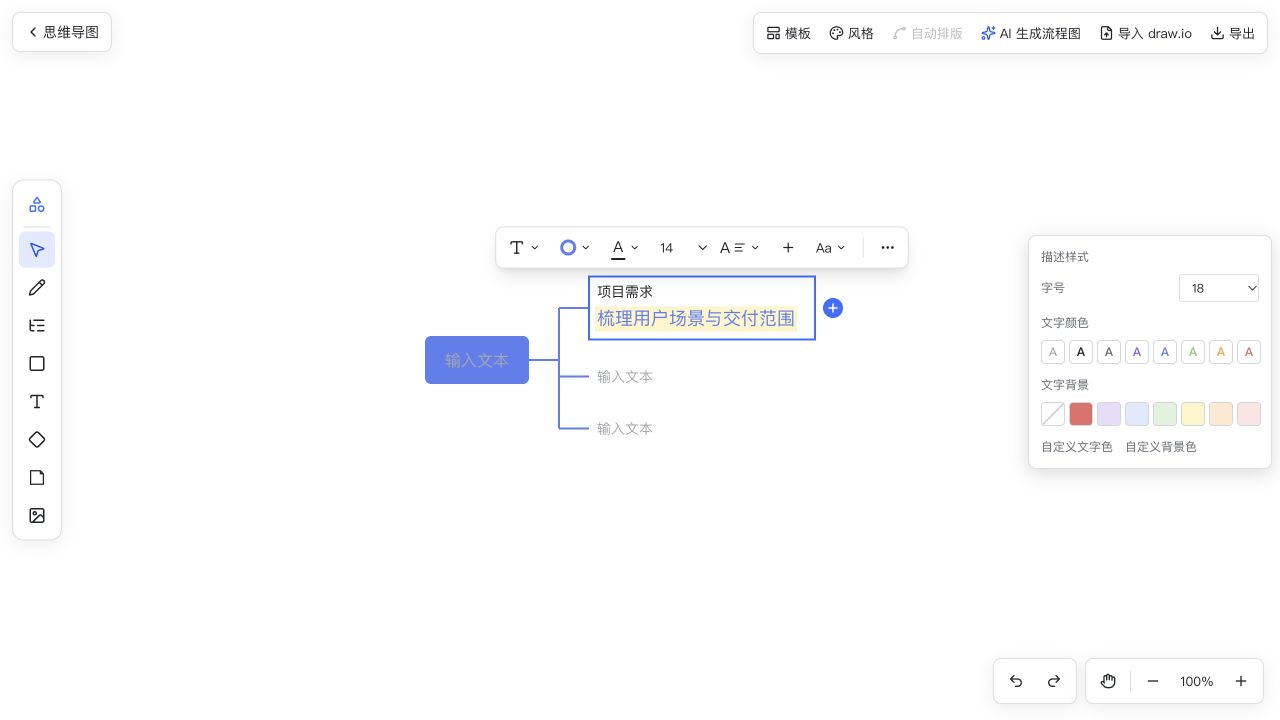 思维导图
模板 风格 自动排版 AI 生成流程图 导入 draw.io 导出
T A 14 A Aa
项目需求
梳理用户场景与交付范围
输入文本
输入文本
输入文本
描述样式
字号 18
文字颜色
A A A A A A A A
文字背景
自定义文字色 自定义背景色
100%